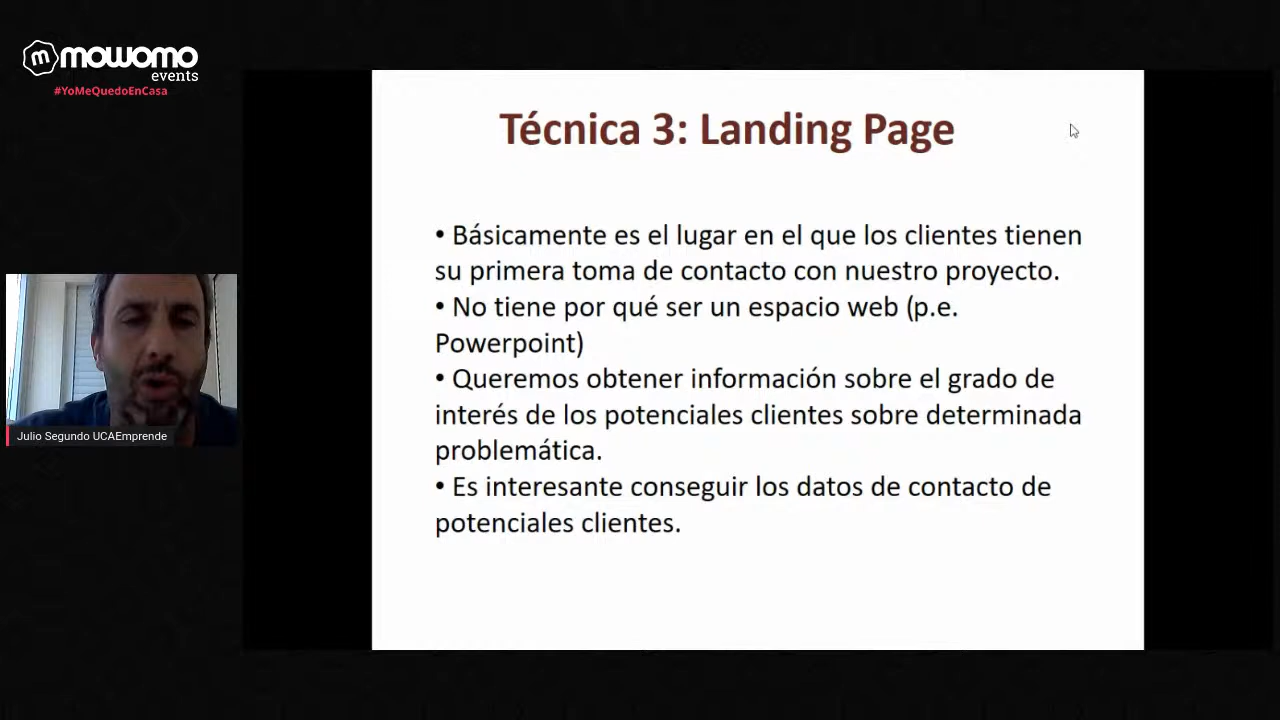 mowomo
events
#YoMeQuedoEnCasa
Técnica 3: Landing Page
• Básicamente es el lugar en el que los clientes tienen
su primera toma de contacto con nuestro proyecto.
• No tiene por qué ser un espacio web (p.e.
Powerpoint)
• Queremos obtener información sobre el grado de
interés de los potenciales clientes sobre determinada
problemática.
• Es interesante conseguir los datos de contacto de
potenciales clientes.
Julio Segundo UCAEmprende